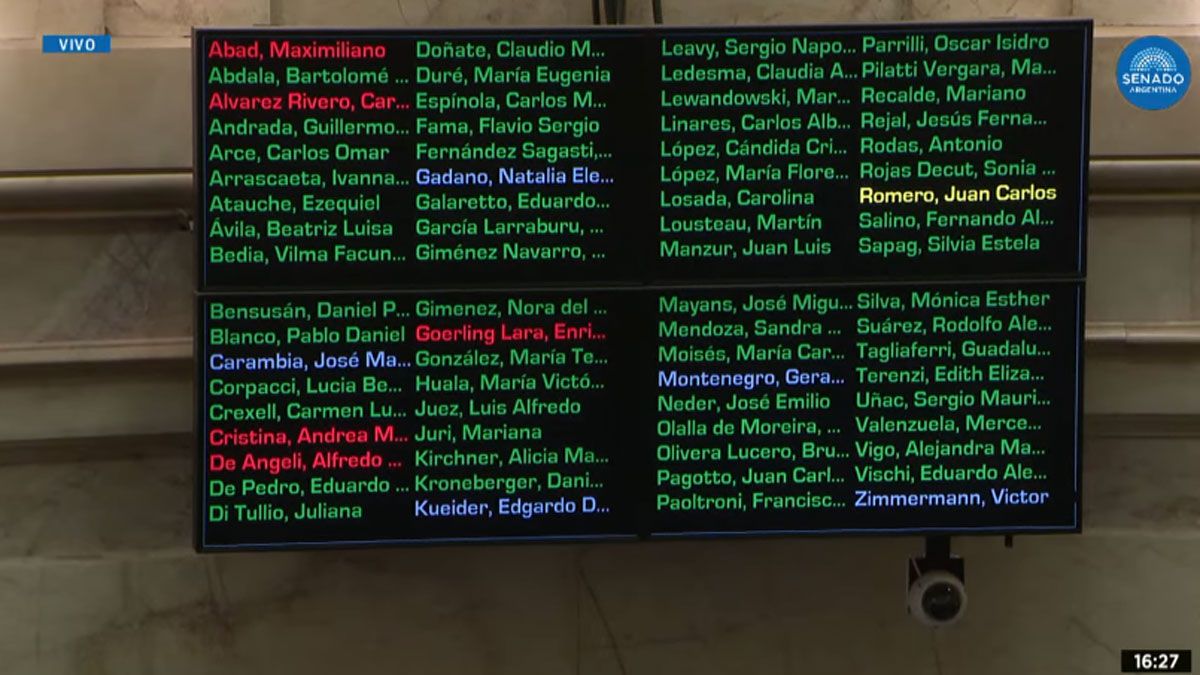 VIVO
SENADO
ARGENTINA
Abad, Maximiliano
Abdala, Bartolomé ...
Alvarez Rivero, Car...
Andrada, Guillermo...
Arce, Carlos Omar
Arrascaeta, Ivanna...
Atauche, Ezequiel
Ávila, Beatriz Luisa
Bedia, Vilma Facun...
Doñate, Claudio M...
Duré, María Eugenia
Espínola, Carlos M...
Fama, Flavio Sergio
Fernández Sagasti,...
Gadano, Natalia Ele...
Galaretto, Eduardo...
García Larraburu, ...
Giménez Navarro, ...
Leavy, Sergio Napo...
Ledesma, Claudia A...
Lewandowski, Mar...
Linares, Carlos Alb...
López, Cándida Cri...
López, María Flore...
Losada, Carolina
Lousteau, Martín
Manzur, Juan Luis
Parrilli, Oscar Isidro
Pilatti Vergara, Ma...
Recalde, Mariano
Rejal, Jesús Ferna...
Rodas, Antonio
Rojas Decut, Sonia ...
Romero, Juan Carlos
Salino, Fernando Al...
Sapag, Silvia Estela
Bensusán, Daniel P...
Blanco, Pablo Daniel
Carambia, José Ma...
Corpacci, Lucia Be...
Crexell, Carmen Lu...
Cristina, Andrea M...
De Angeli, Alfredo ...
De Pedro, Eduardo ...
Di Tullio, Juliana
Gimenez, Nora del ...
Goerling Lara, Enri...
González, María Te...
Huala, María Victó...
Juez, Luis Alfredo
Juri, Mariana
Kirchner, Alicia Ma...
Kroneberger, Dani...
Kueider, Edgardo D...
Mayans, José Migu...
Mendoza, Sandra ...
Moisés, María Car...
Montenegro, Gera...
Neder, José Emilio
Olalla de Moreira, ...
Olivera Lucero, Bru...
Pagotto, Juan Carl...
Paoltroni, Francisc...
Silva, Mónica Esther
Suárez, Rodolfo Ale...
Tagliaferri, Guadalu...
Terenzi, Edith Eliza...
Uñac, Sergio Mauri...
Valenzuela, Merce...
Vigo, Alejandra Ma...
Vischi, Eduardo Ale...
Zimmermann, Victor
16:27